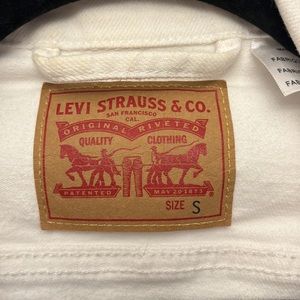 LEVI STRAUSS & CO.
SAN FRANCISCO
CAL.
ORIGINAL RIVETED
QUALITY CLOTHING
PATENTED MAY 20 1873
SIZE S